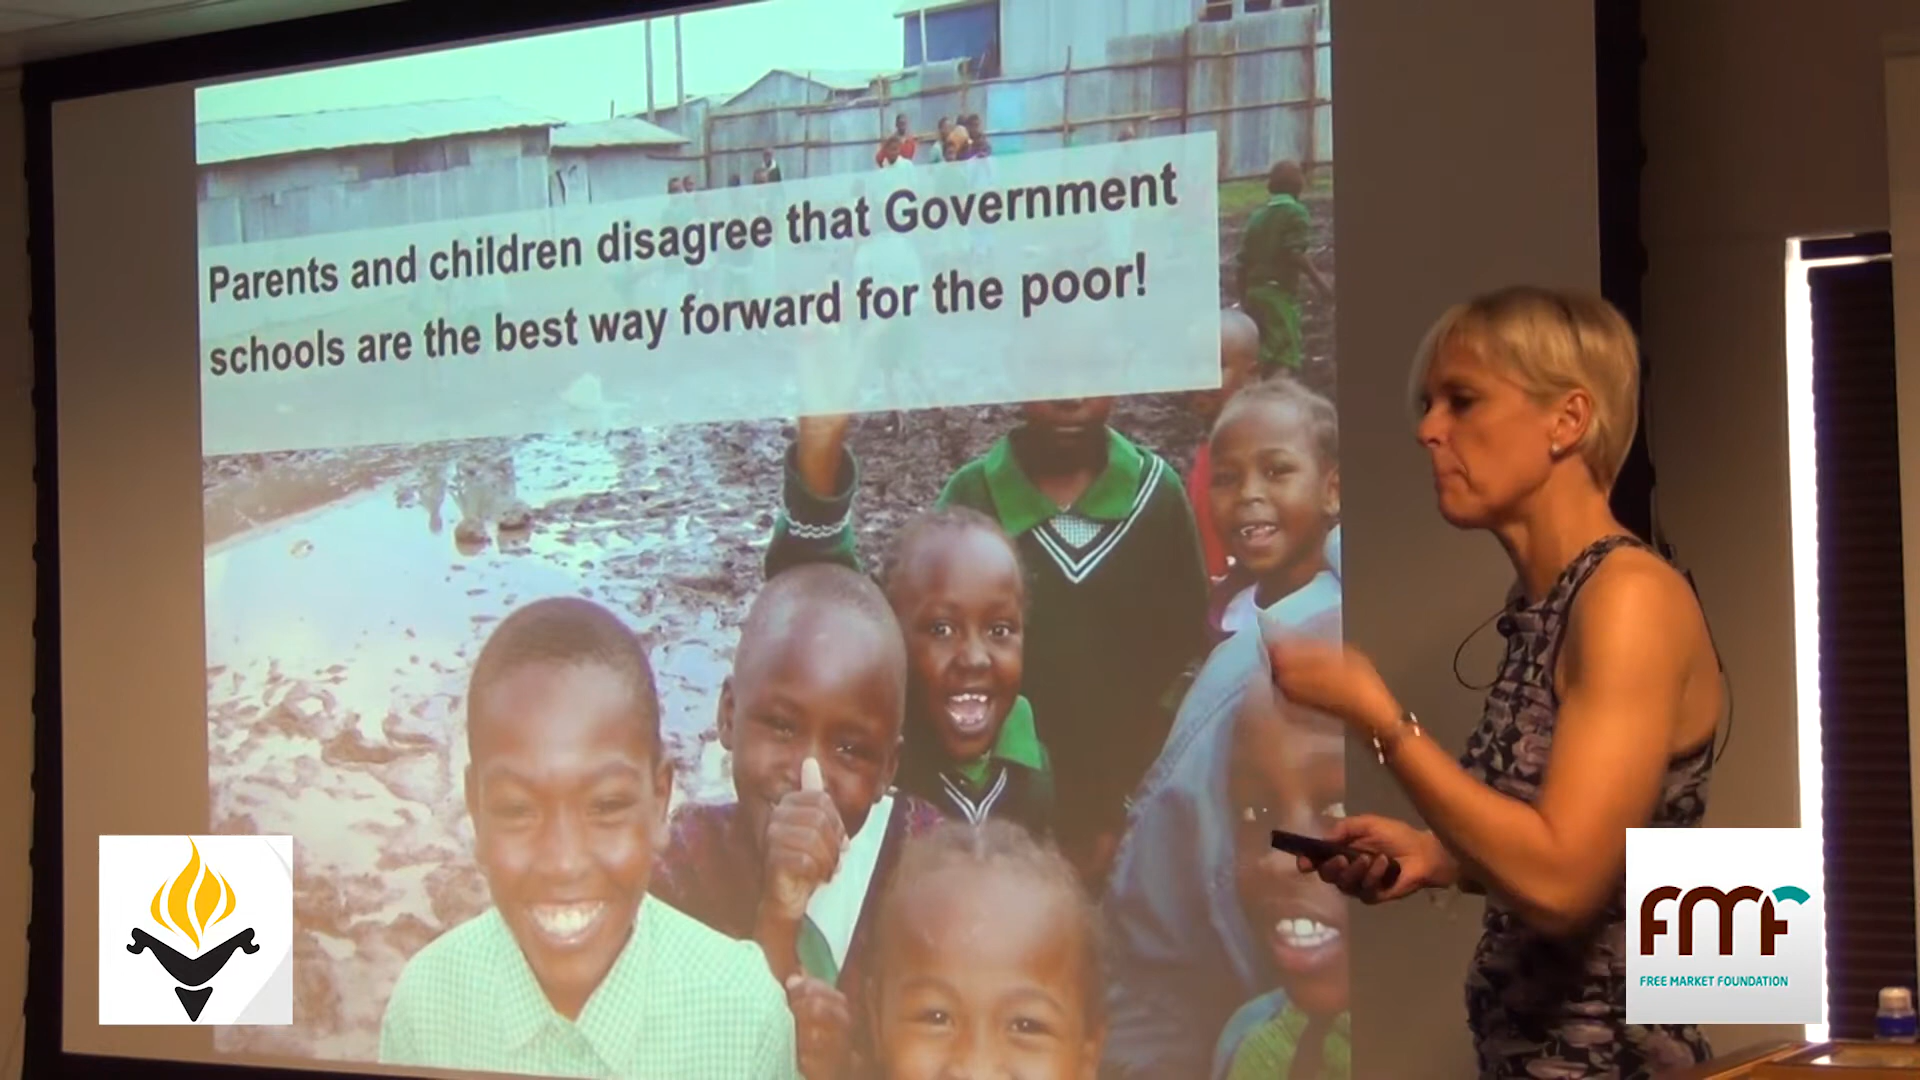 Parents and children disagree that Government
schools are the best way forward for the poor!
FMF
FREE MARKET FOUNDATION